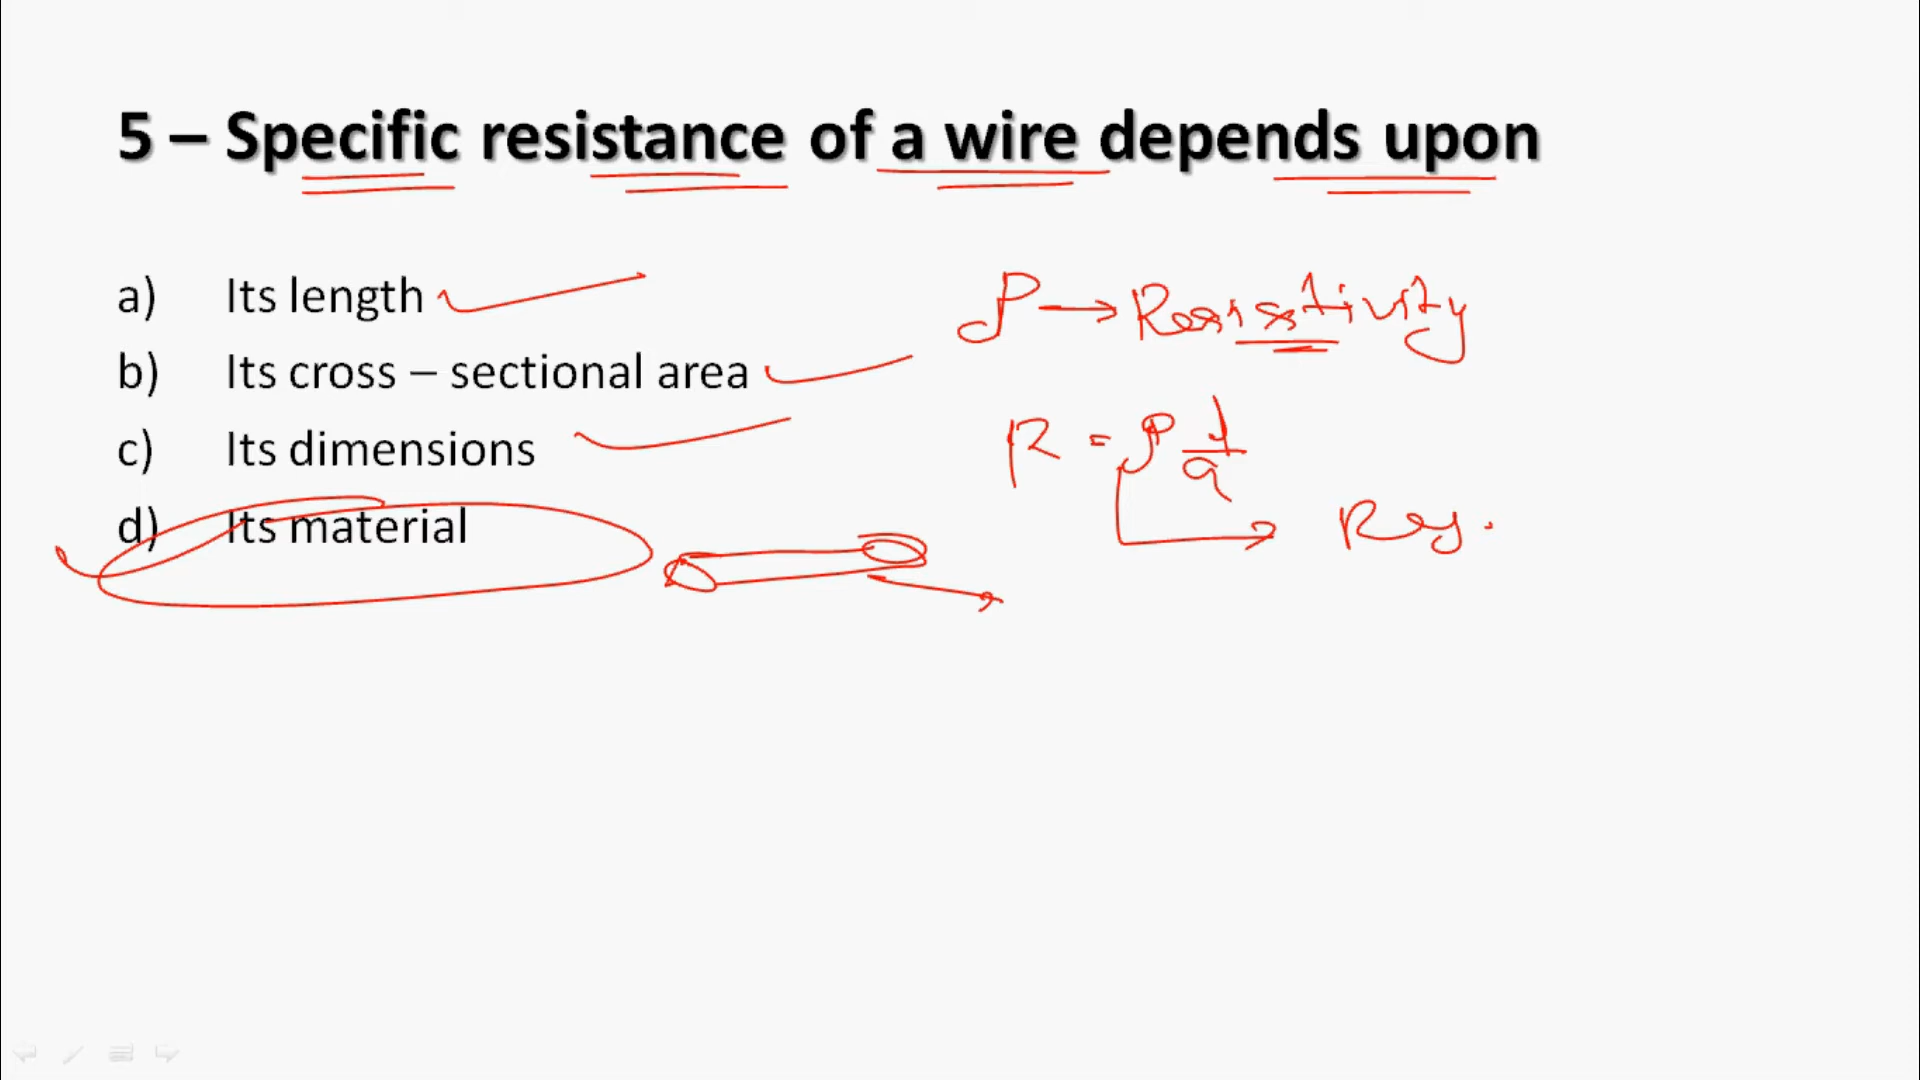 5 – Specific resistance of a wire depends upon
a) Its length
b) Its cross – sectional area
c) Its dimensions
d) Its material
ρ → Resistivity
R = ρ l/a
Res.